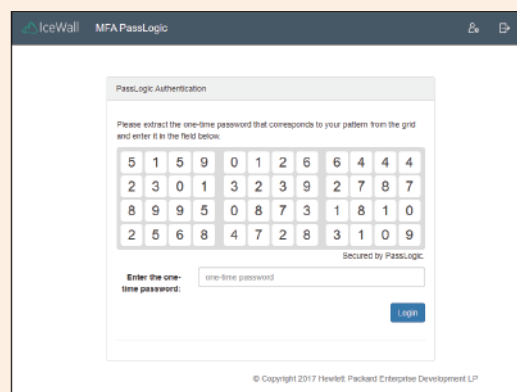 IceWall MFA PassLogic
PassLogic Authentication
Please extract the one-time password that corresponds to your pattern from the grid
and enter it in the field below.
5 1 5 9 0 1 2 6 6 4 4 4
2 3 0 1 3 2 3 9 2 7 8 7
8 9 9 5 0 8 7 3 1 8 1 0
2 5 6 8 4 7 2 8 3 1 0 9
Secured by PassLogic.
Enter the one-
time password:
one-time password
Login
© Copyright 2017 Hewlett Packard Enterprise Development LP